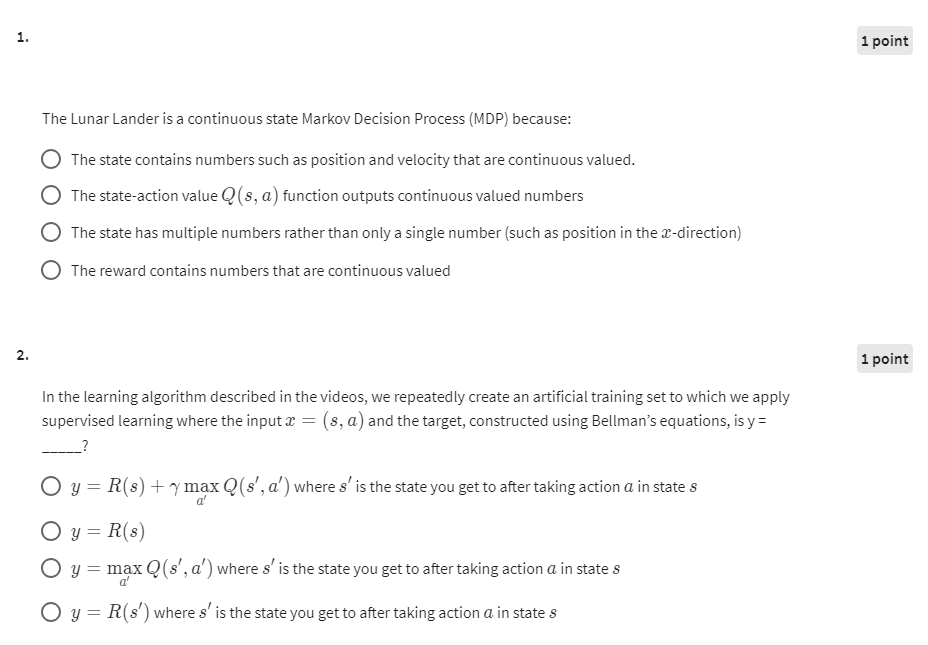 1.
1 point
The Lunar Lander is a continuous state Markov Decision Process (MDP) because:
The state contains numbers such as position and velocity that are continuous valued.
The state-action value Q(s, a) function outputs continuous valued numbers
The state has multiple numbers rather than only a single number (such as position in the x-direction)
The reward contains numbers that are continuous valued
2.
1 point
In the learning algorithm described in the videos, we repeatedly create an artificial training set to which we apply
supervised learning where the input x = (s, a) and the target, constructed using Bellman’s equations, is y =
_____?
y = R(s) + γ max_{a′} Q(s′, a′) where s′ is the state you get to after taking action a in state s
y = R(s)
y = max_{a′} Q(s′, a′) where s′ is the state you get to after taking action a in state s
y = R(s′) where s′ is the state you get to after taking action a in state s